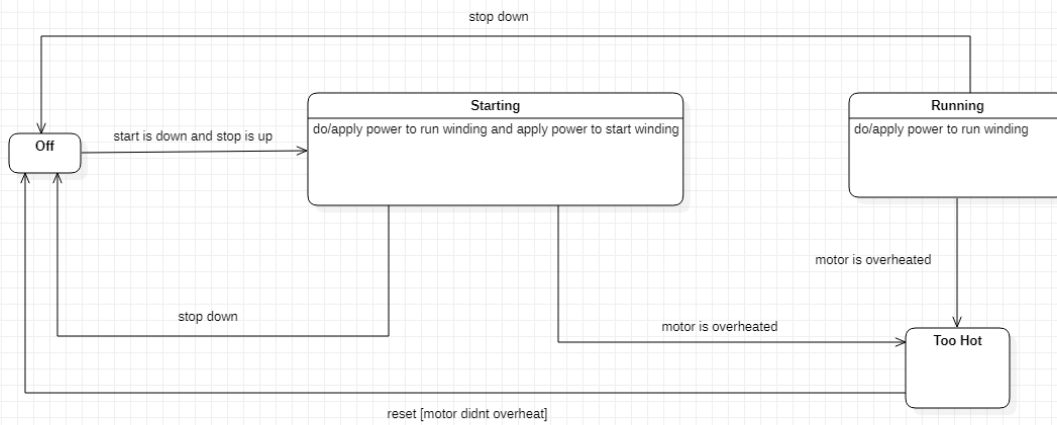 stop down
Starting
Running
do/apply power to run winding and apply power to start winding
do/apply power to run winding
start is down and stop is up
Off
motor is overheated
stop down
motor is overheated
Too Hot
reset [motor didnt overheat]